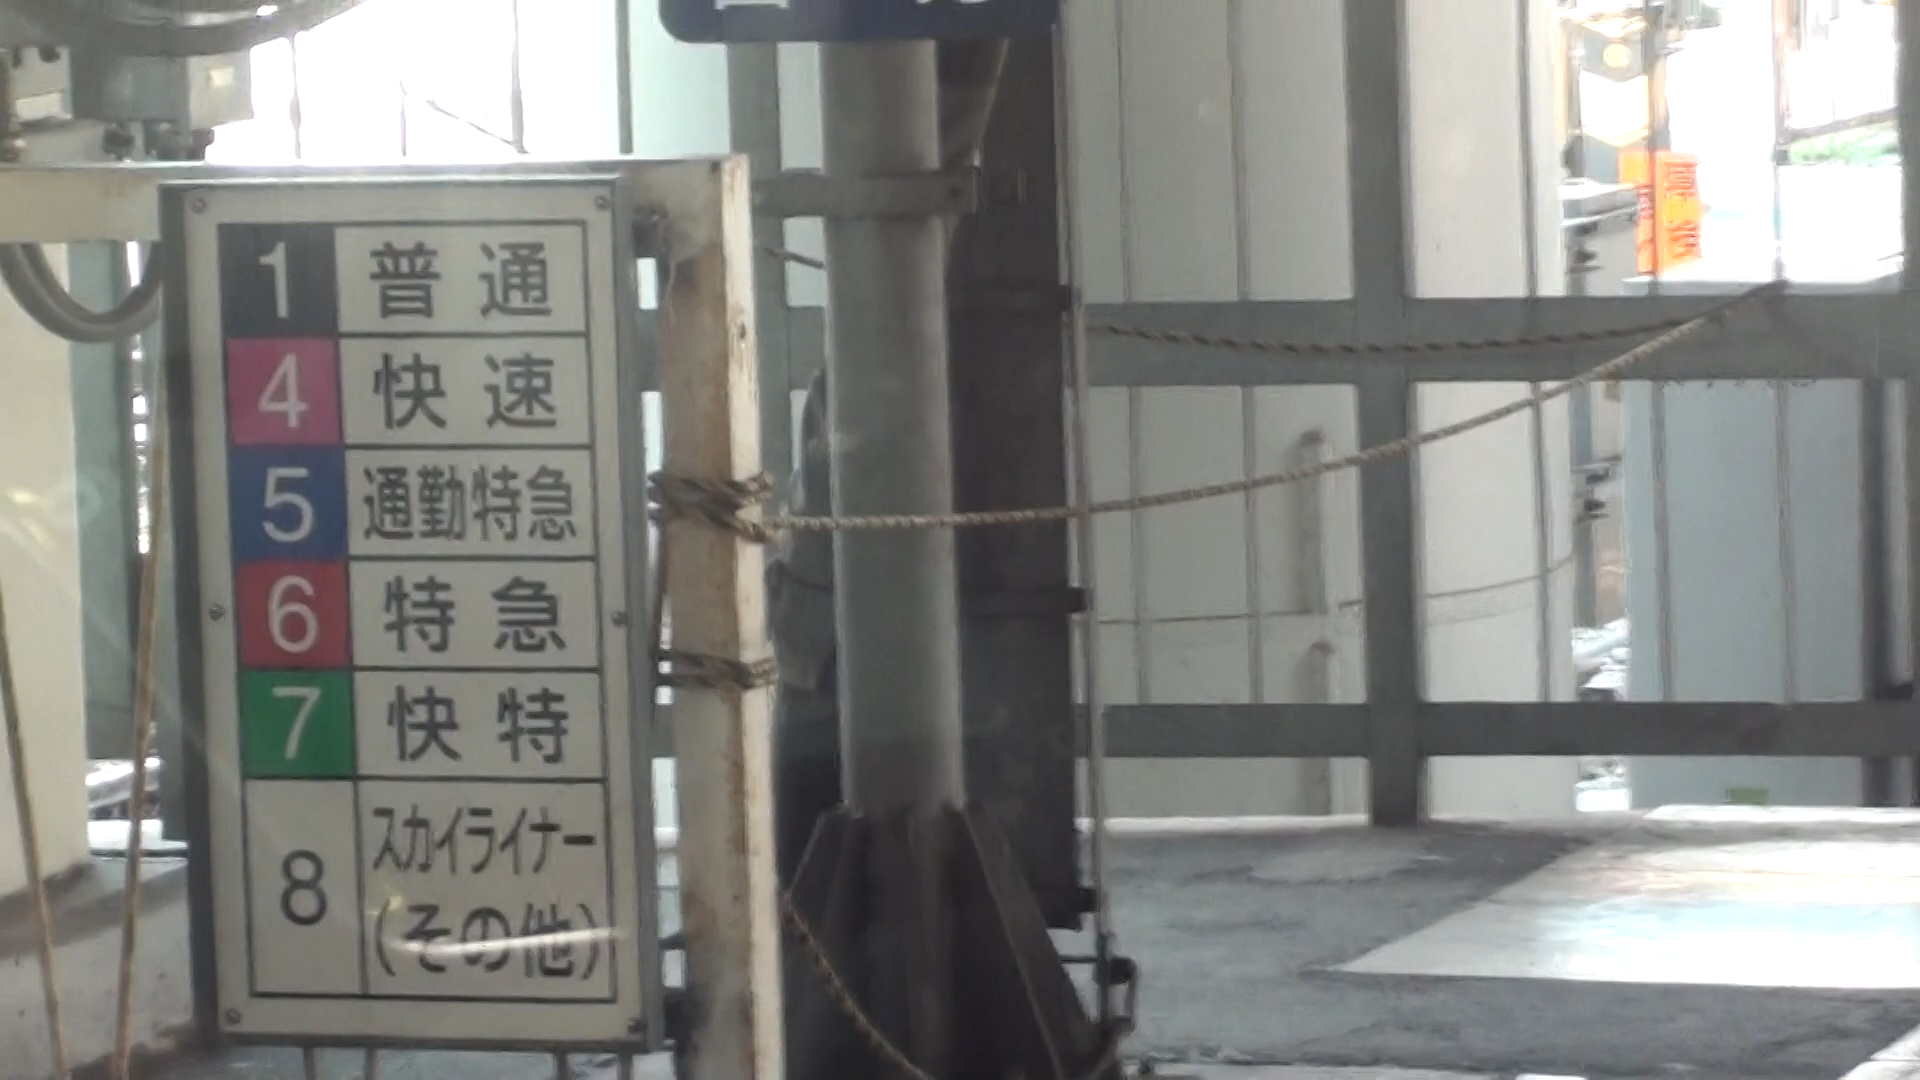 1 普通
4 快速
5 通勤特急
6 特急
7 快特
8 スカイライナー
(その他)